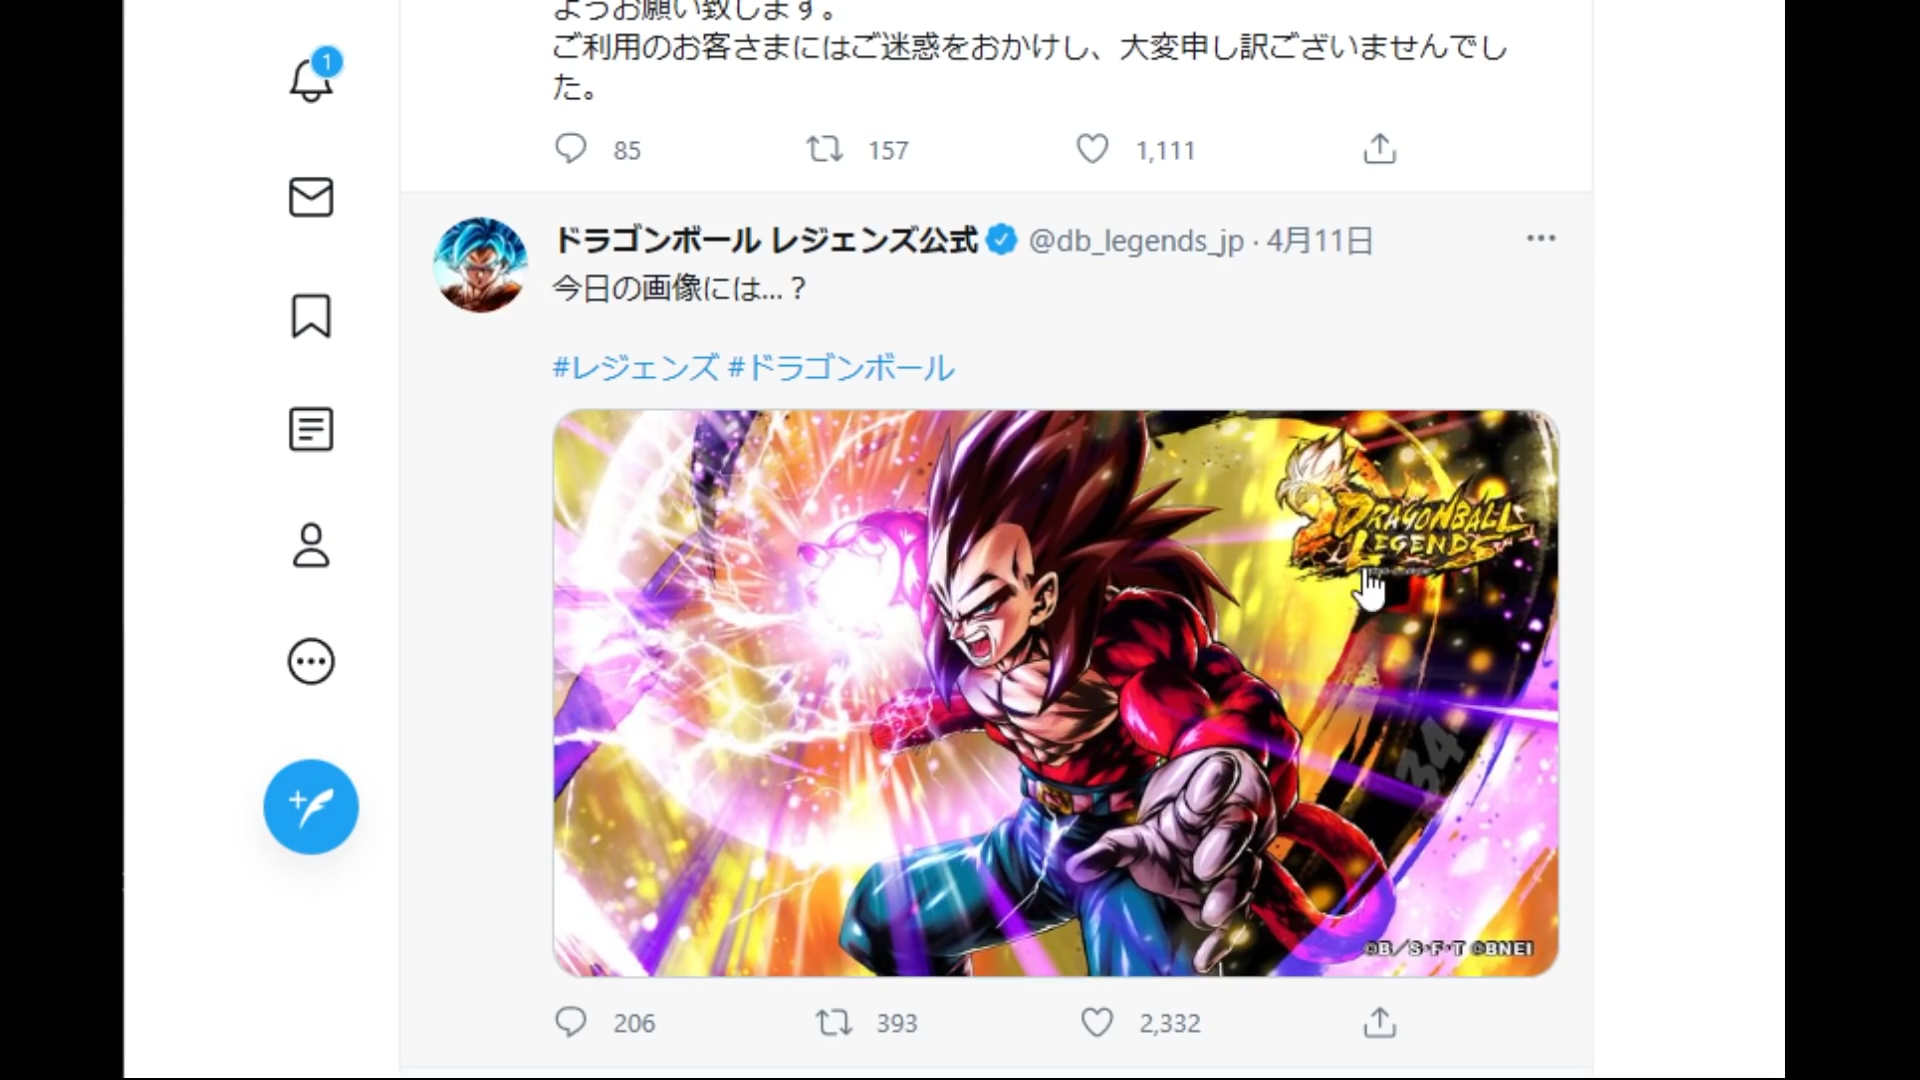 ようお願い致します。
ご利用のお客さまにはご迷惑をおかけし、大変申し訳ございませんでし
た。
85 157 1,111
1
ドラゴンボール レジェンズ公式 @db_legends_jp · 4月11日
今日の画像には...？
#レジェンズ #ドラゴンボール
DRAGONBALL
LEGENDS
34
©B/S・F・T ©BNEI
206 393 2,332